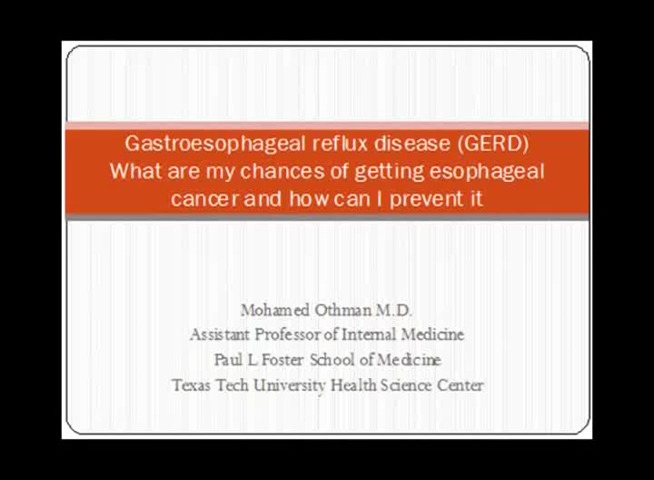 Gastroesophageal reflux disease (GERD)
What are my chances of getting esophageal
cancer and how can I prevent it
Mohamed Othman M.D.
Assistant Professor of Internal Medicine
Paul L Foster School of Medicine
Texas Tech University Health Science Center